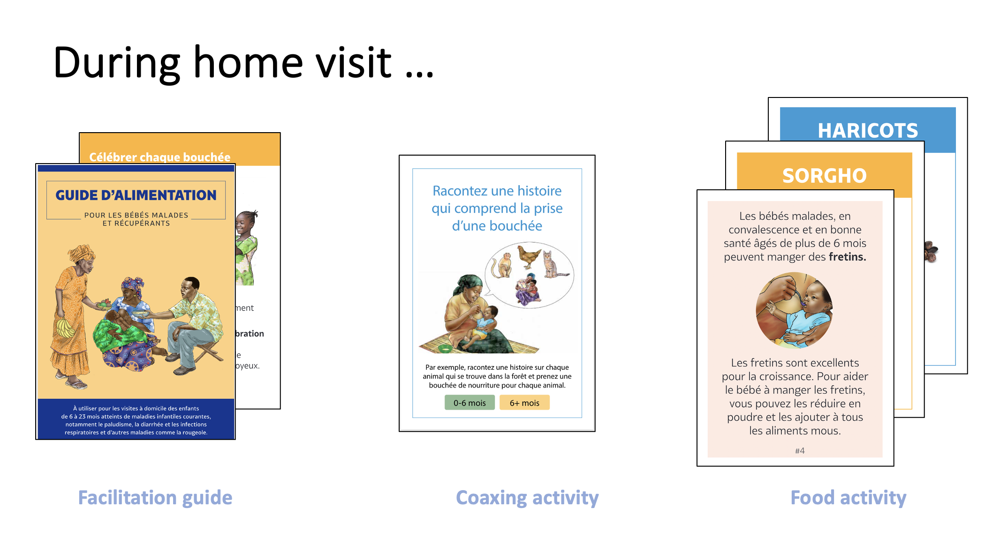 During home visit ...
Célébrer chaque bouchée
GUIDE D'ALIMENTATION
POUR LES BÉBÉS MALADES
ET RÉCUPÉRANTS
bration
oyeux.
À utiliser pour les visites à domicile des enfants
de 6 à 23 mois atteints de maladies infantiles courantes,
notamment le paludisme, la diarrhée et les infections
respiratoires et d'autres maladies comme la rougeole.
Facilitation guide
Racontez une histoire
qui comprend la prise
d'une bouchée
Par exemple, racontez une histoire sur chaque
animal qui se trouve dans la forêt et prenez une
bouchée de nourriture pour chaque animal.
0-6 mois
6+ mois
Coaxing activity
HARICOTS
SORGHO
Les bébés malades, en
convalescence et en bonne
santé âgés de plus de 6 mois
peuvent manger des fretins.
Les fretins sont excellents
pour la croissance. Pour aider
le bébé à manger les fretins,
vous pouvez les réduire en
poudre et les ajouter à tous
les aliments mous.
#4
Food activity